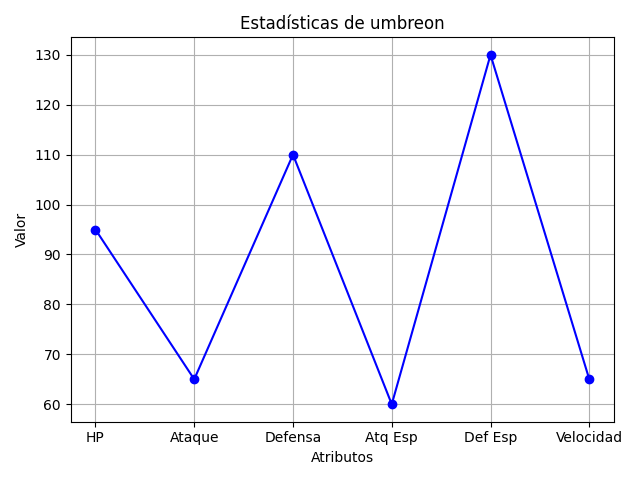 Estadísticas de umbreon
Valor
130
120
110
100
90
80
70
60
HP Ataque Defensa Atq Esp Def Esp Velocidad
Atributos